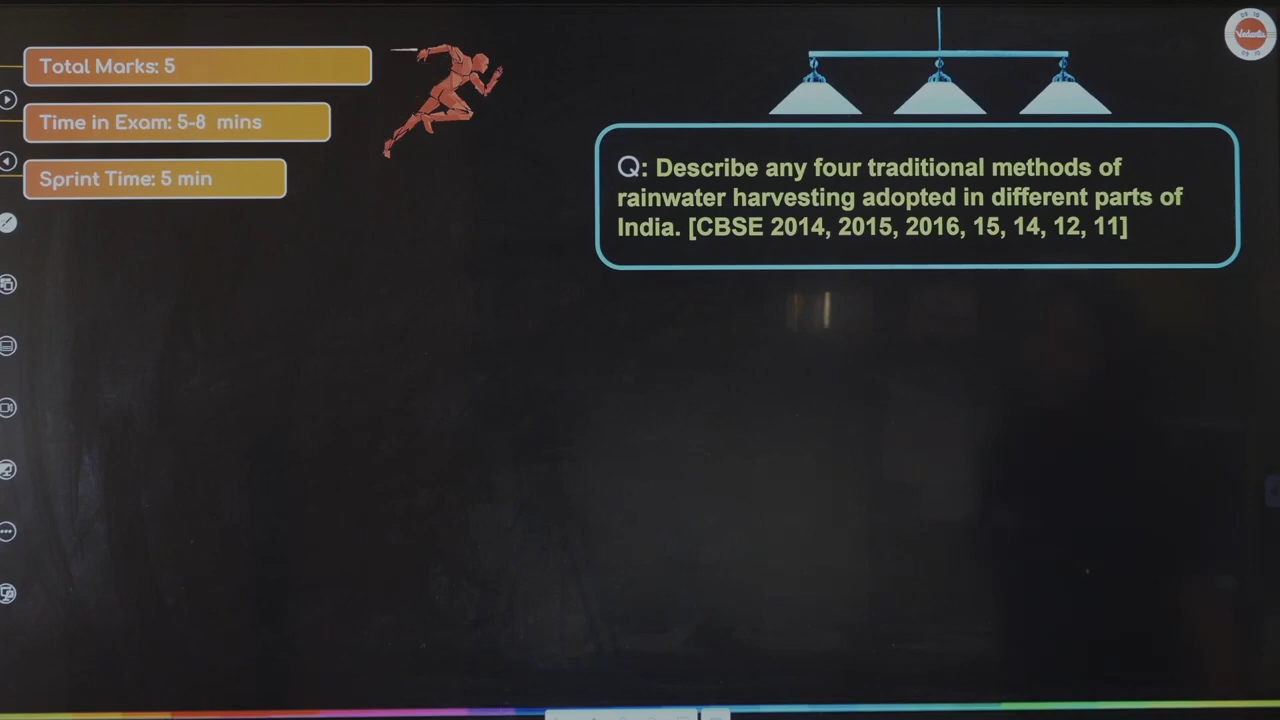 Total Marks: 5
Time in Exam: 5-8 mins
Sprint Time: 5 min
Vedantu
Q: Describe any four traditional methods of
rainwater harvesting adopted in different parts of
India. [CBSE 2014, 2015, 2016, 15, 14, 12, 11]